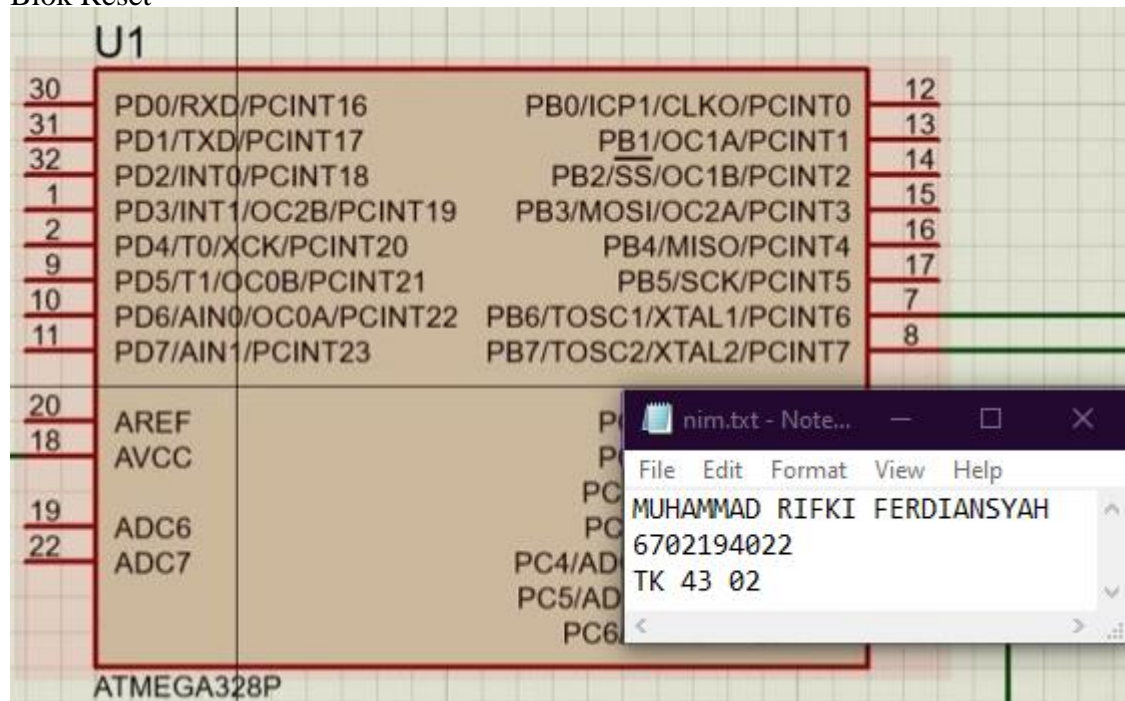 Blok Reset
U1
30 PD0/RXD/PCINT16 PB0/ICP1/CLKO/PCINT0 12
31 PD1/TXD/PCINT17 PB1/OC1A/PCINT1 13
32 PD2/INT0/PCINT18 PB2/SS/OC1B/PCINT2 14
1 PD3/INT1/OC2B/PCINT19 PB3/MOSI/OC2A/PCINT3 15
2 PD4/T0/XCK/PCINT20 PB4/MISO/PCINT4 16
9 PD5/T1/OC0B/PCINT21 PB5/SCK/PCINT5 17
10 PD6/AIN0/OC0A/PCINT22 PB6/TOSC1/XTAL1/PCINT6 7
11 PD7/AIN1/PCINT23 PB7/TOSC2/XTAL2/PCINT7 8
20 AREF
18 AVCC
19 ADC6
22 ADC7
PC4/AD
PC5/AD
PC6/
ATMEGA328P
nim.txt - Note...
File Edit Format View Help
MUHAMMAD RIFKI FERDIANSYAH
6702194022
TK 43 02